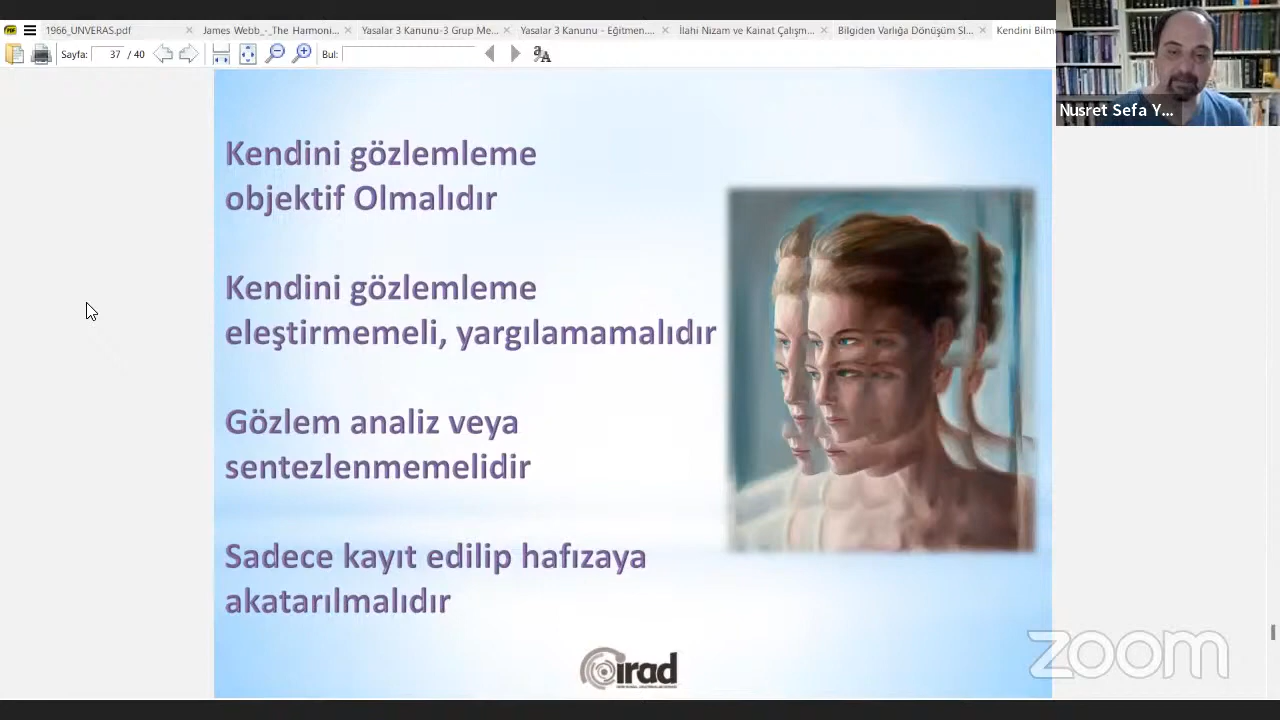 1966_UNVERAS.pdf
James Webb_-_The Harmoni...
Yasalar 3 Kanunu-3 Grup Me...
Yasalar 3 Kanunu - Eğitmen....
İlahi Nizam ve Kainat Çalışm...
Bilgiden Varlığa Dönüşüm Sl...
Kendini Bilm
Sayfa: 37 / 40
Bul:
Nusret Sefa Y...
Kendini gözlemleme
objektif Olmalıdır
Kendini gözlemleme
eleştirmemeli, yargılamamalıdır
Gözlem analiz veya
sentezlenmemelidir
Sadece kayıt edilip hafızaya
akatarılmalıdır
irad
zoom